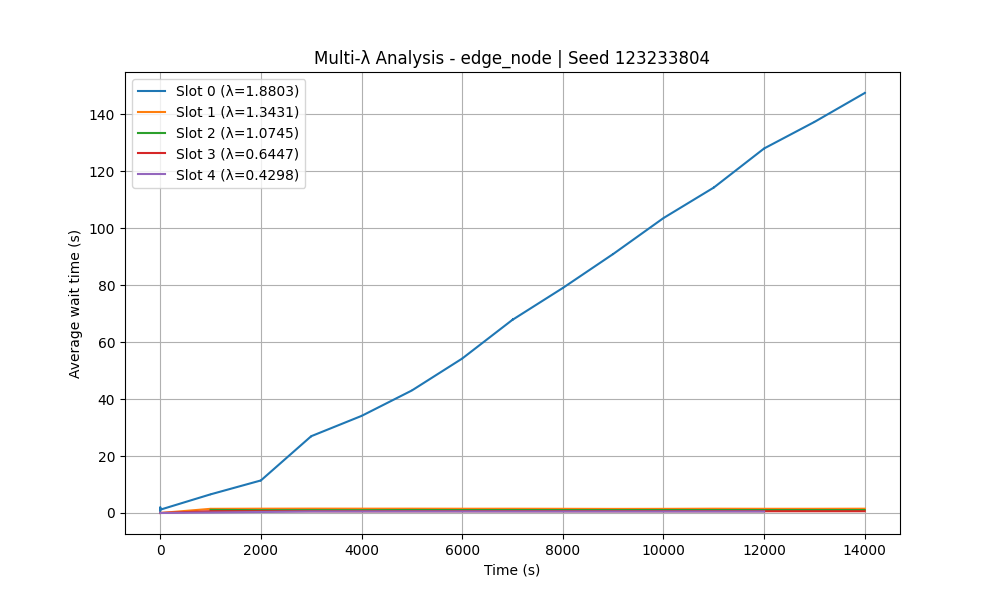 Multi-λ Analysis - edge_node | Seed 123233804
Slot 0 (λ=1.8803)
Slot 1 (λ=1.3431)
Slot 2 (λ=1.0745)
Slot 3 (λ=0.6447)
Slot 4 (λ=0.4298)
Average wait time (s)
140
120
100
80
60
40
20
0
0 2000 4000 6000 8000 10000 12000 14000
Time (s)